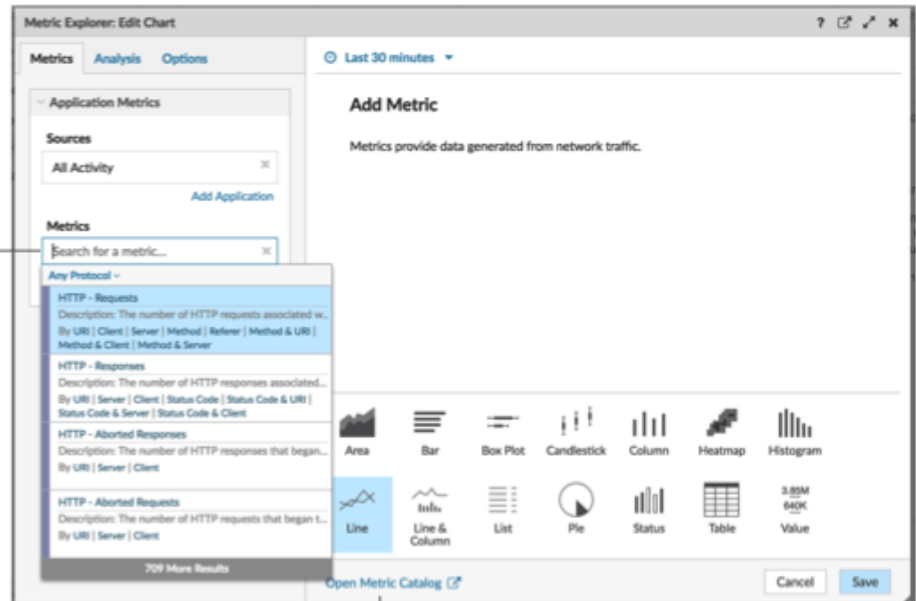 Metric Explorer: Edit Chart
?
Metrics Analysis Options
Last 30 minutes
Application Metrics
Sources
All Activity
Add Application
Metrics
Search for a metric...
Any Protocol
HTTP - Requests
Description: The number of HTTP requests associated w...
By URI | Client | Server | Method | Referer | Method & URI |
Method & Client | Method & Server
HTTP - Responses
Description: The number of HTTP responses associated...
By URI | Server | Client | Status Code | Status Code & URI |
Status Code & Server | Status Code & Client
HTTP - Aborted Responses
Description: The number of HTTP responses that began...
By URI | Server | Client
HTTP - Aborted Requests
Description: The number of HTTP requests that began t...
By URI | Server | Client
709 More Results
Add Metric
Metrics provide data generated from network traffic.
Area Bar Box Plot Candlestick Column Heatmap Histogram
3.85M
640K
Line Line & Column List Pie Status Table Value
Open Metric Catalog
Cancel Save